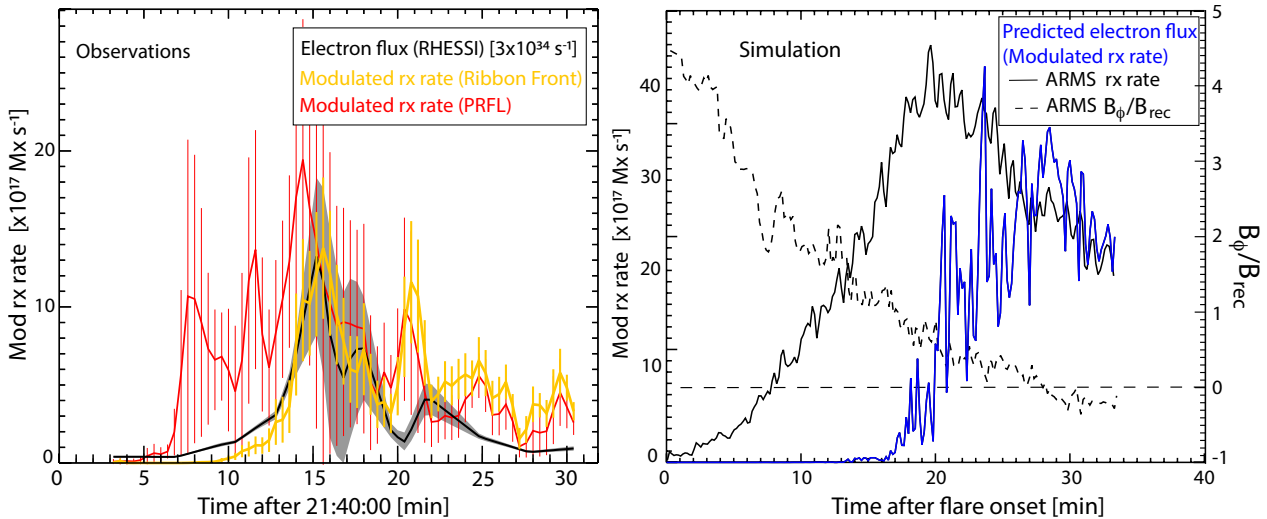 Observations
Electron flux (RHESSI) [3x10³⁴ s⁻¹]
Modulated rx rate (Ribbon Front)
Modulated rx rate (PRFL)
Mod rx rate [x10¹⁷ Mx s⁻¹]
20
10
0
0 5 10 15 20 25 30
Time after 21:40:00 [min]
Simulation
Predicted electron flux
(Modulated rx rate)
ARMS rx rate
ARMS Bϕ/Brec
Mod rx rate [x10¹⁷ Mx s⁻¹]
40
30
20
10
0
0 10 20 30 40
Time after flare onset [min]
5
4
3
2
1
0
-1
Bϕ/Brec